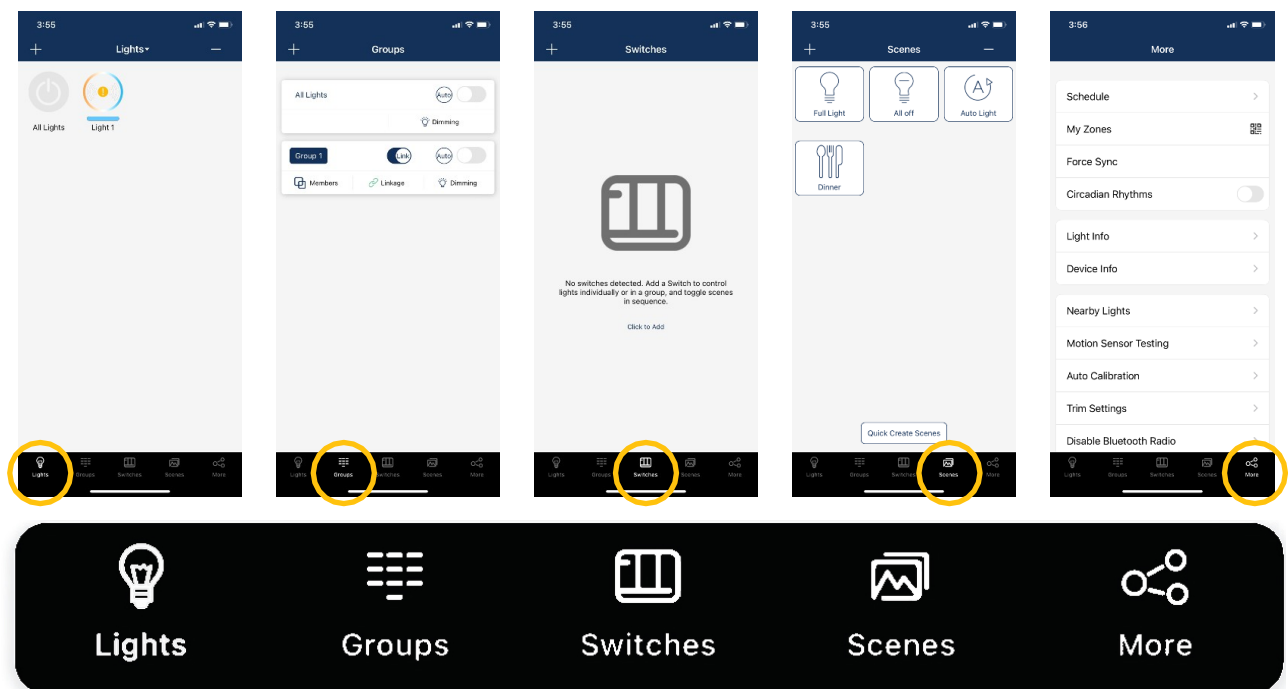 3:55
Lights
All Lights
Light 1
Lights
Groups
Switches
Scenes
More
3:55
Groups
All Lights
Auto
Dimming
Group 1
Link
Auto
Members
Linkage
Dimming
Lights
Groups
Switches
Scenes
More
3:55
Switches
No switches detected. Add a Switch to control
lights individually or in a group, and toggle scenes
in sequence.
Click to Add
Lights
Groups
Switches
Scenes
More
3:55
Scenes
Full Light
All off
A
Auto Light
Dinner
Quick Create Scenes
Lights
Groups
Switches
Scenes
More
3:56
More
Schedule
My Zones
Force Sync
Circadian Rhythms
Light Info
Device Info
Nearby Lights
Motion Sensor Testing
Auto Calibration
Trim Settings
Disable Bluetooth Radio
Lights
Groups
Switches
Scenes
More
Lights
Groups
Switches
Scenes
More